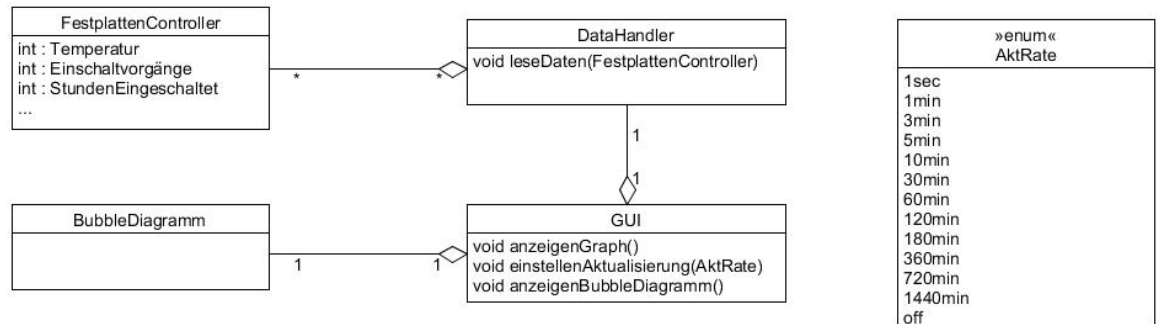 FestplattenController
int : Temperatur
int : Einschaltvorgänge
int : StundenEingeschaltet
...
*
*
DataHandler
void leseDaten(FestplattenController)
1
1
BubbleDiagramm
1
1
GUI
void anzeigenGraph()
void einstellenAktualisierung(AktRate)
void anzeigenBubbleDiagramm()
»enum«
AktRate
1sec
1min
3min
5min
10min
30min
60min
120min
180min
360min
720min
1440min
off